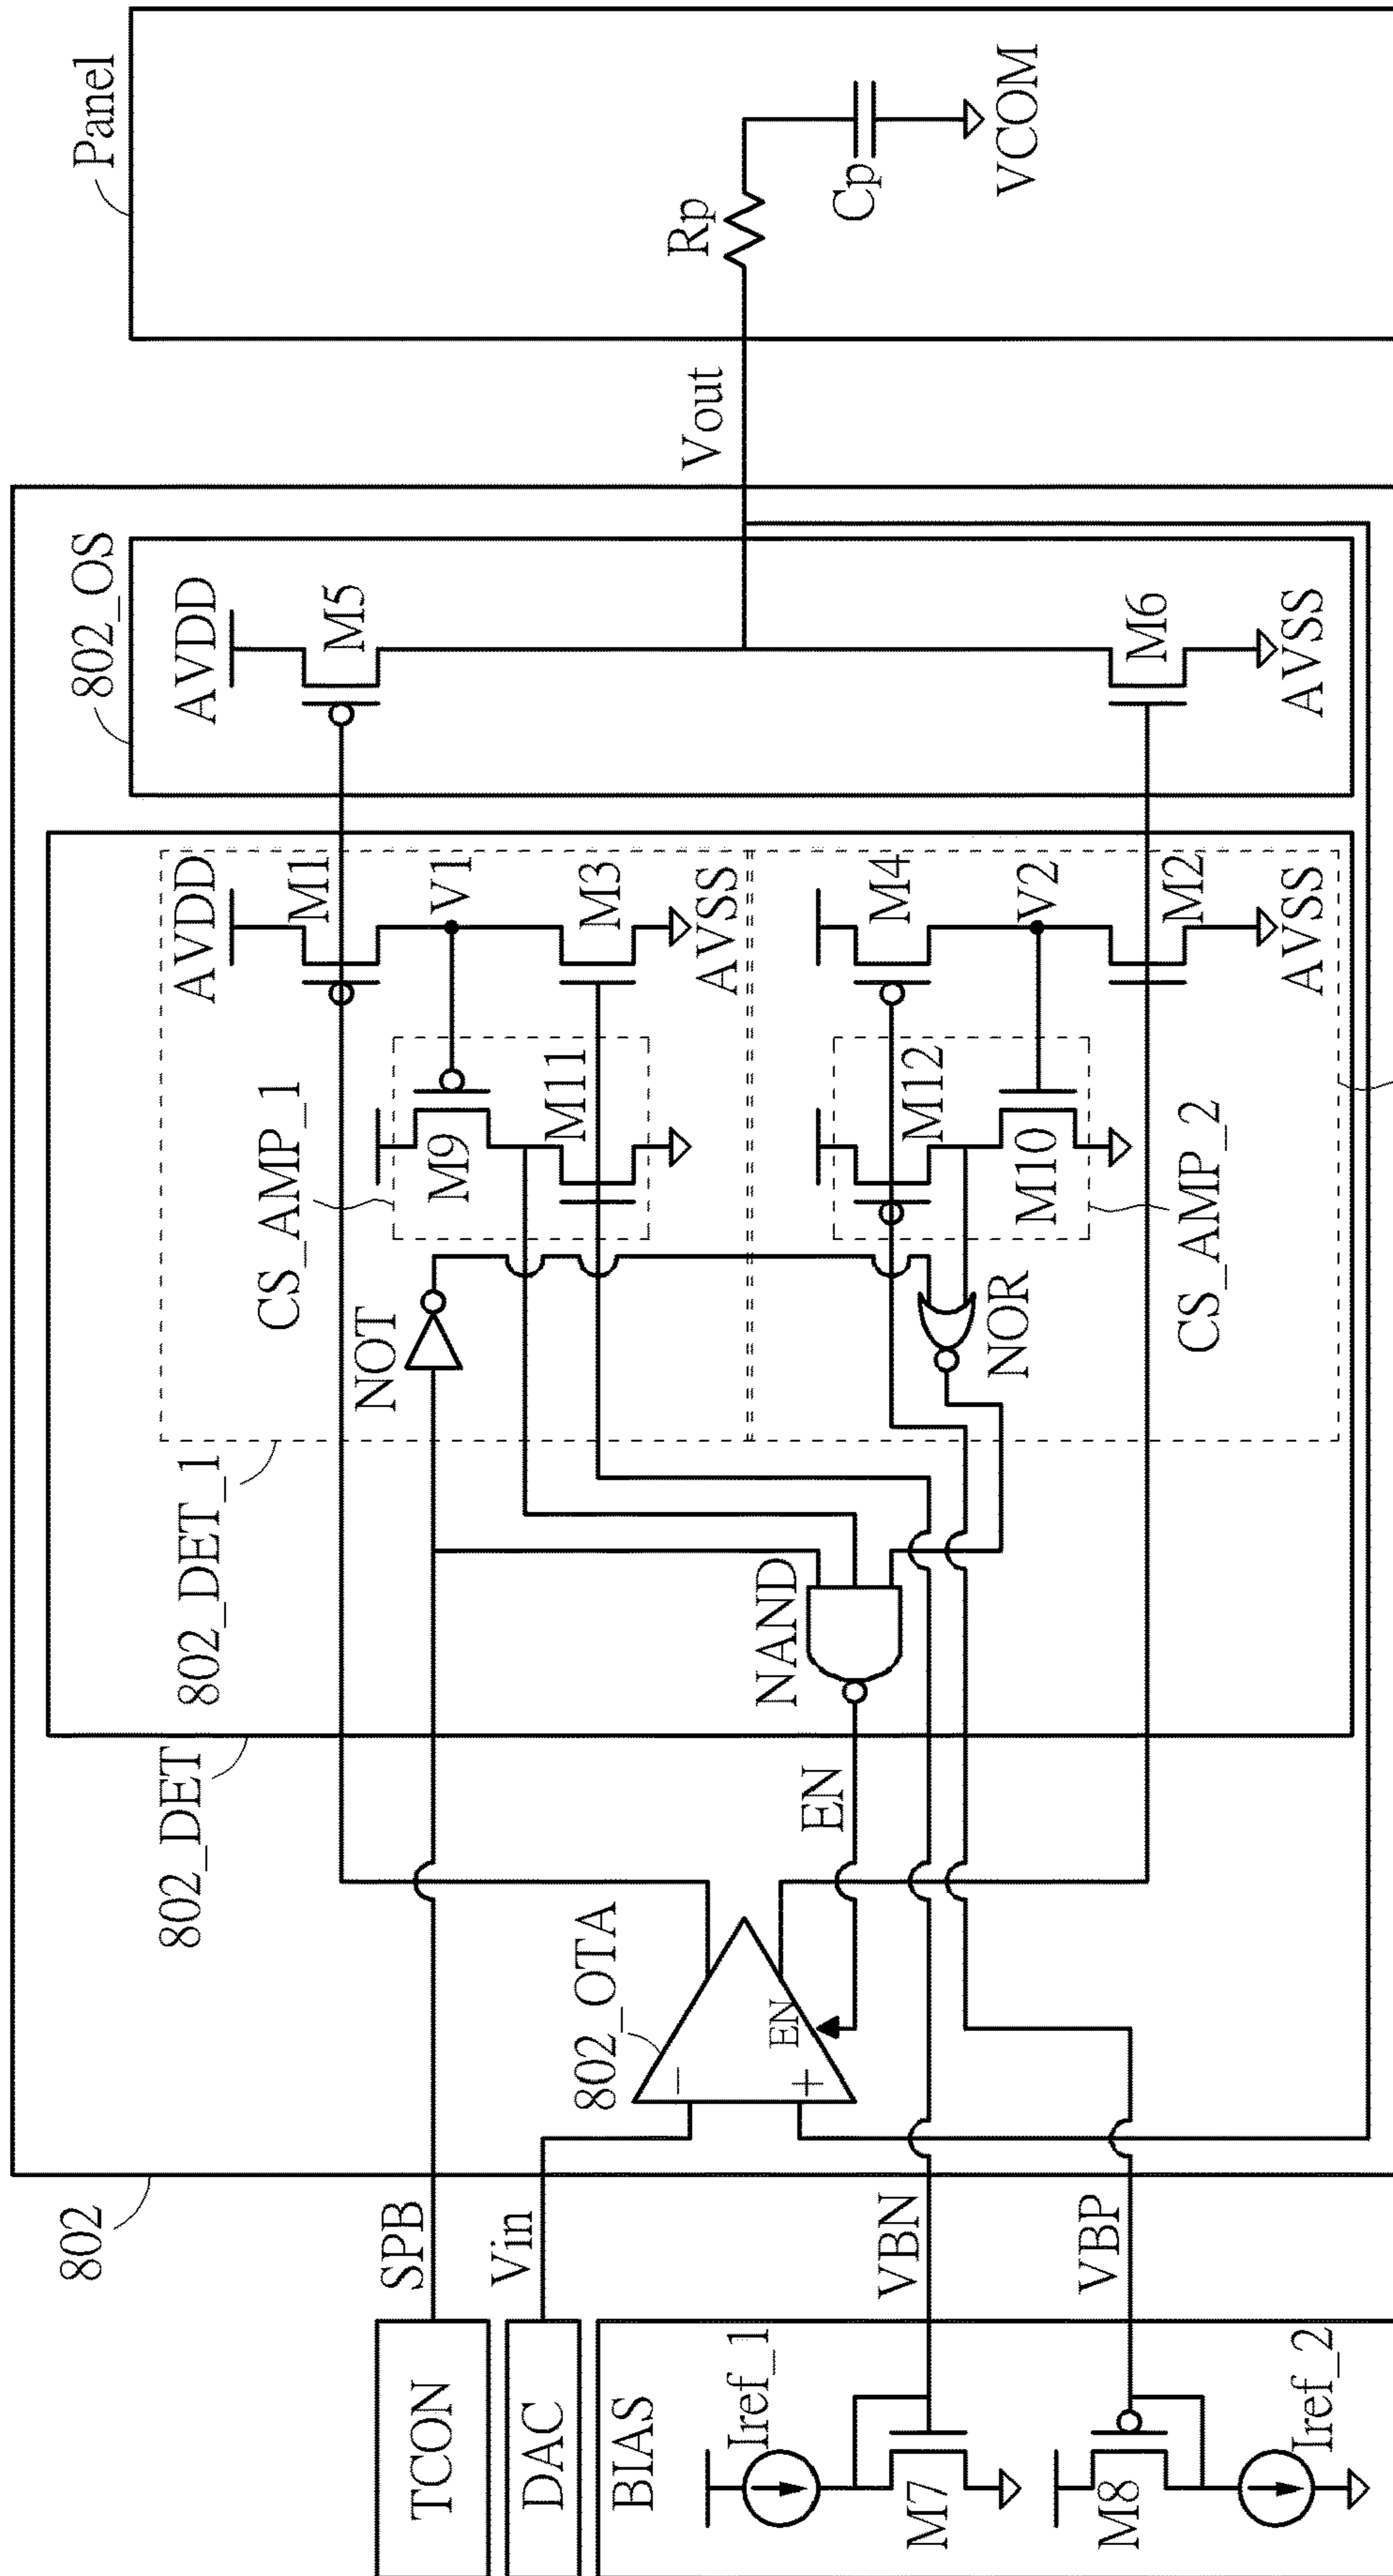 802
802_DET
802_DET_1
802_OS
Panel
TCON
SPB
DAC
Vin
BIAS
Iref_1
M7
VBN
M8
VBP
Iref_2
802_OTA
−
+
EN
EN
NAND
NOT
CS_AMP_1
AVDD
M1
V1
M9
M11
M3
AVSS
M4
M12
V2
M10
NOR
CS_AMP_2
M2
AVSS
AVDD
M5
M6
AVSS
Vout
Rp
Cp
VCOM